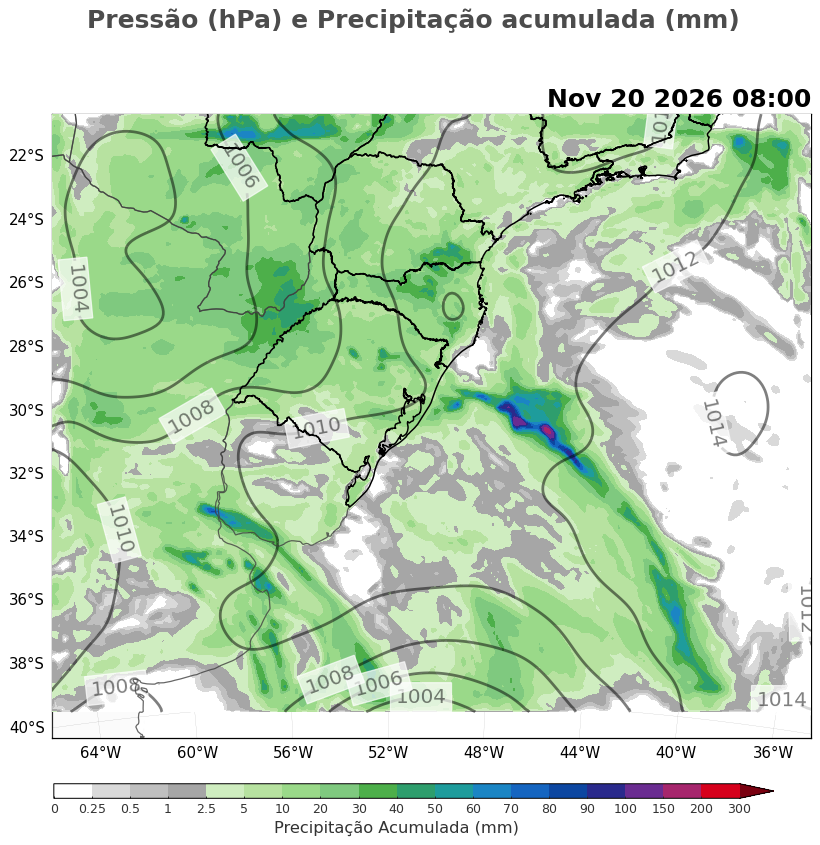 Pressão (hPa) e Precipitação acumulada (mm)
Nov 20 2026 08:00
22°S
24°S
26°S
28°S
30°S
32°S
34°S
36°S
38°S
40°S
1006
1004
1012
1008
1010
1014
1010
1012
1008
1008
1006
1004
1014
64°W 60°W 56°W 52°W 48°W 44°W 40°W 36°W
0 0.25 0.5 1 2.5 5 10 20 30 40 50 60 70 80 90 100 150 200 300
Precipitação Acumulada (mm)